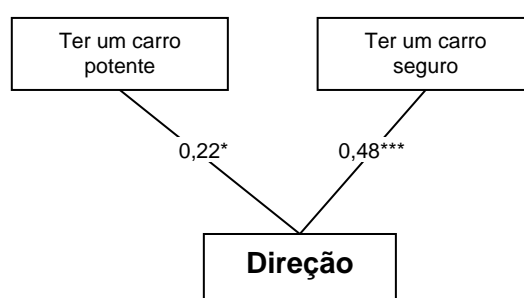 Ter um carro
potente
Ter um carro
seguro
0,22*
0,48***
Direção